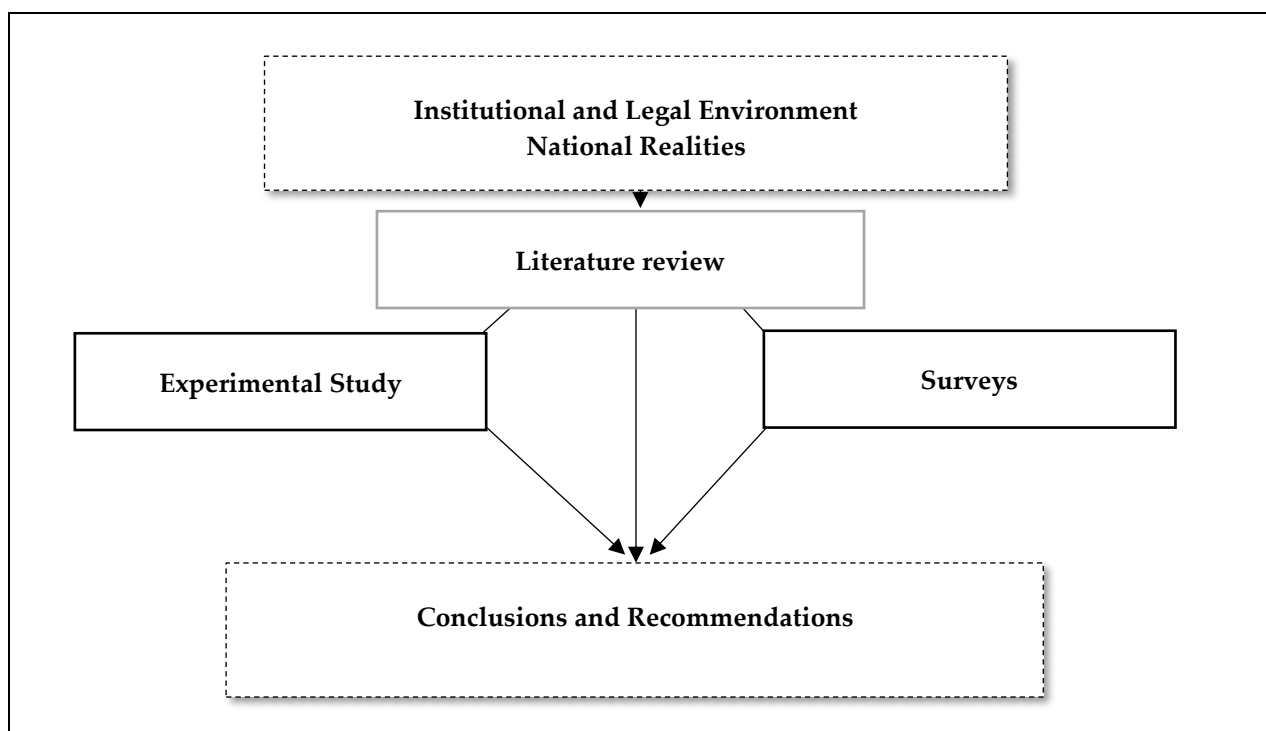 Institutional and Legal Environment
National Realities
Literature review
Experimental Study
Surveys
Conclusions and Recommendations